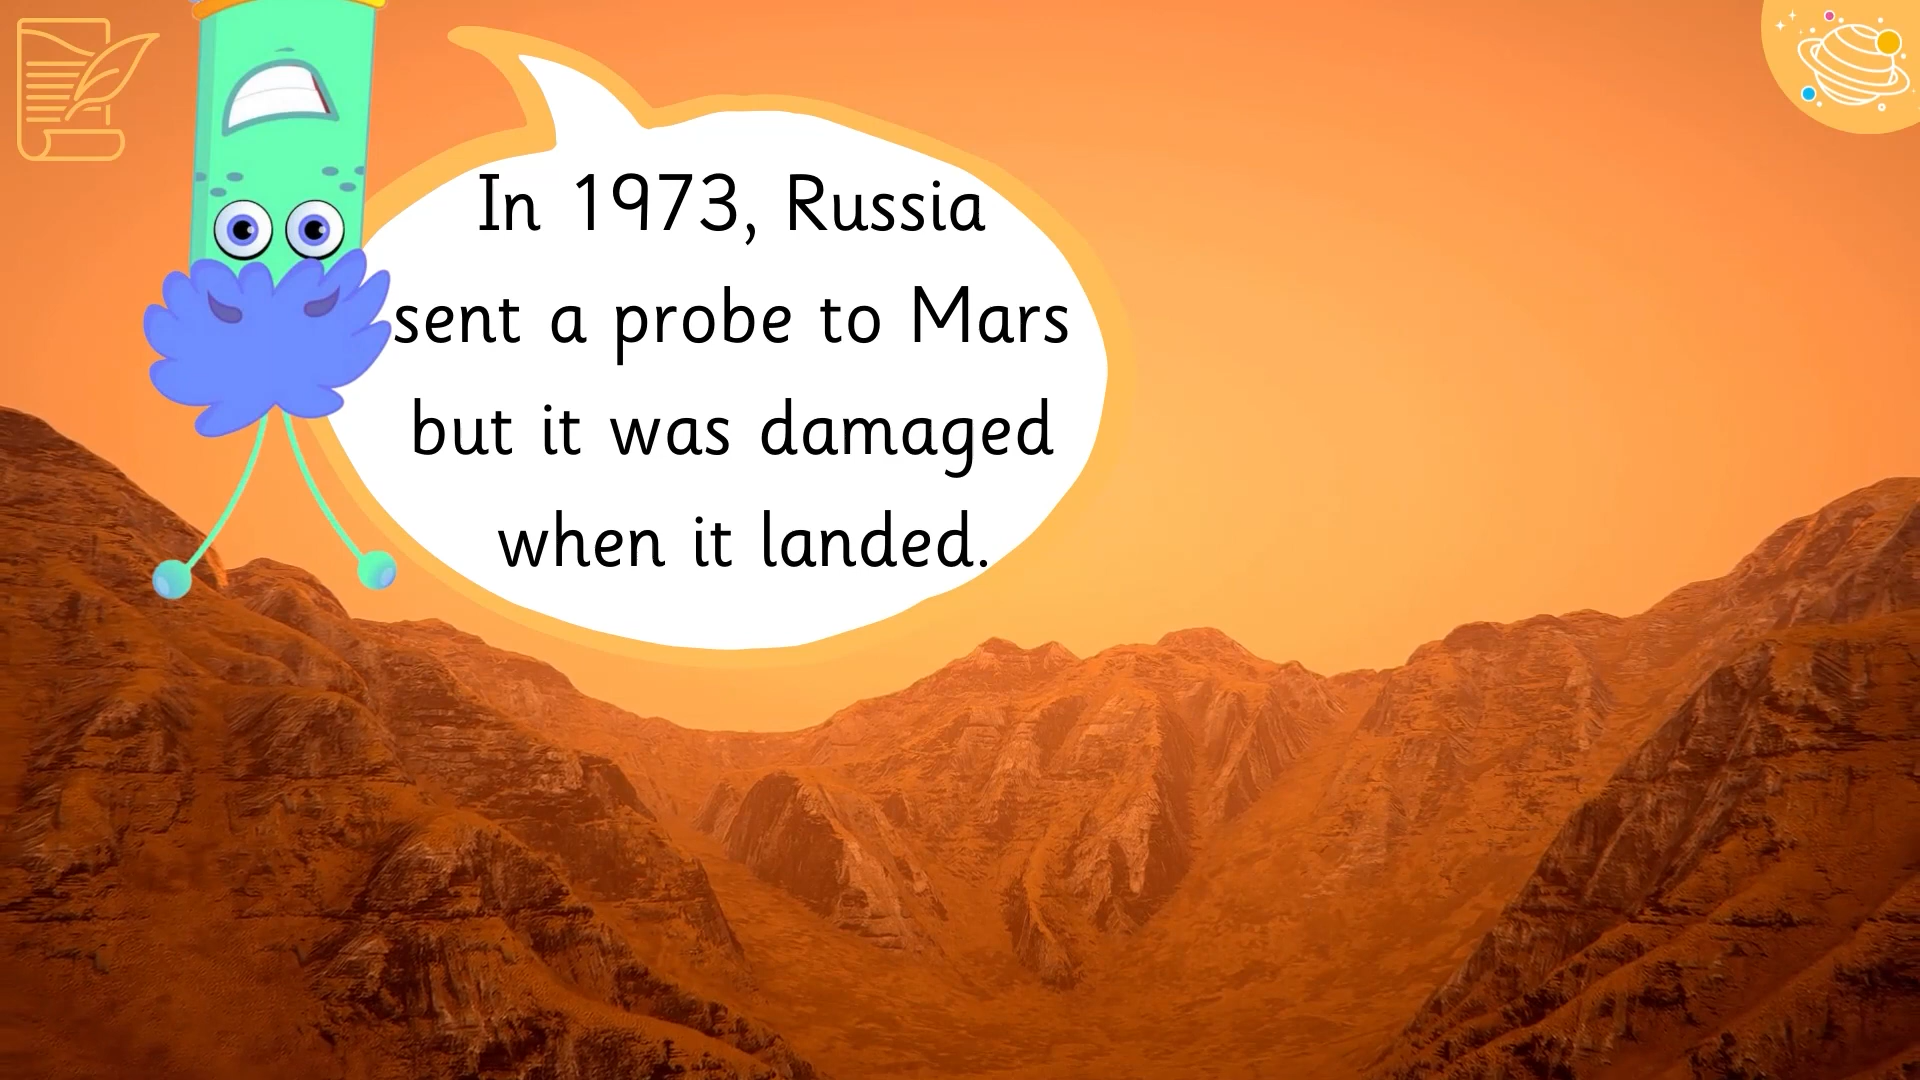 In 1973, Russia
sent a probe to Mars
but it was damaged
when it landed.